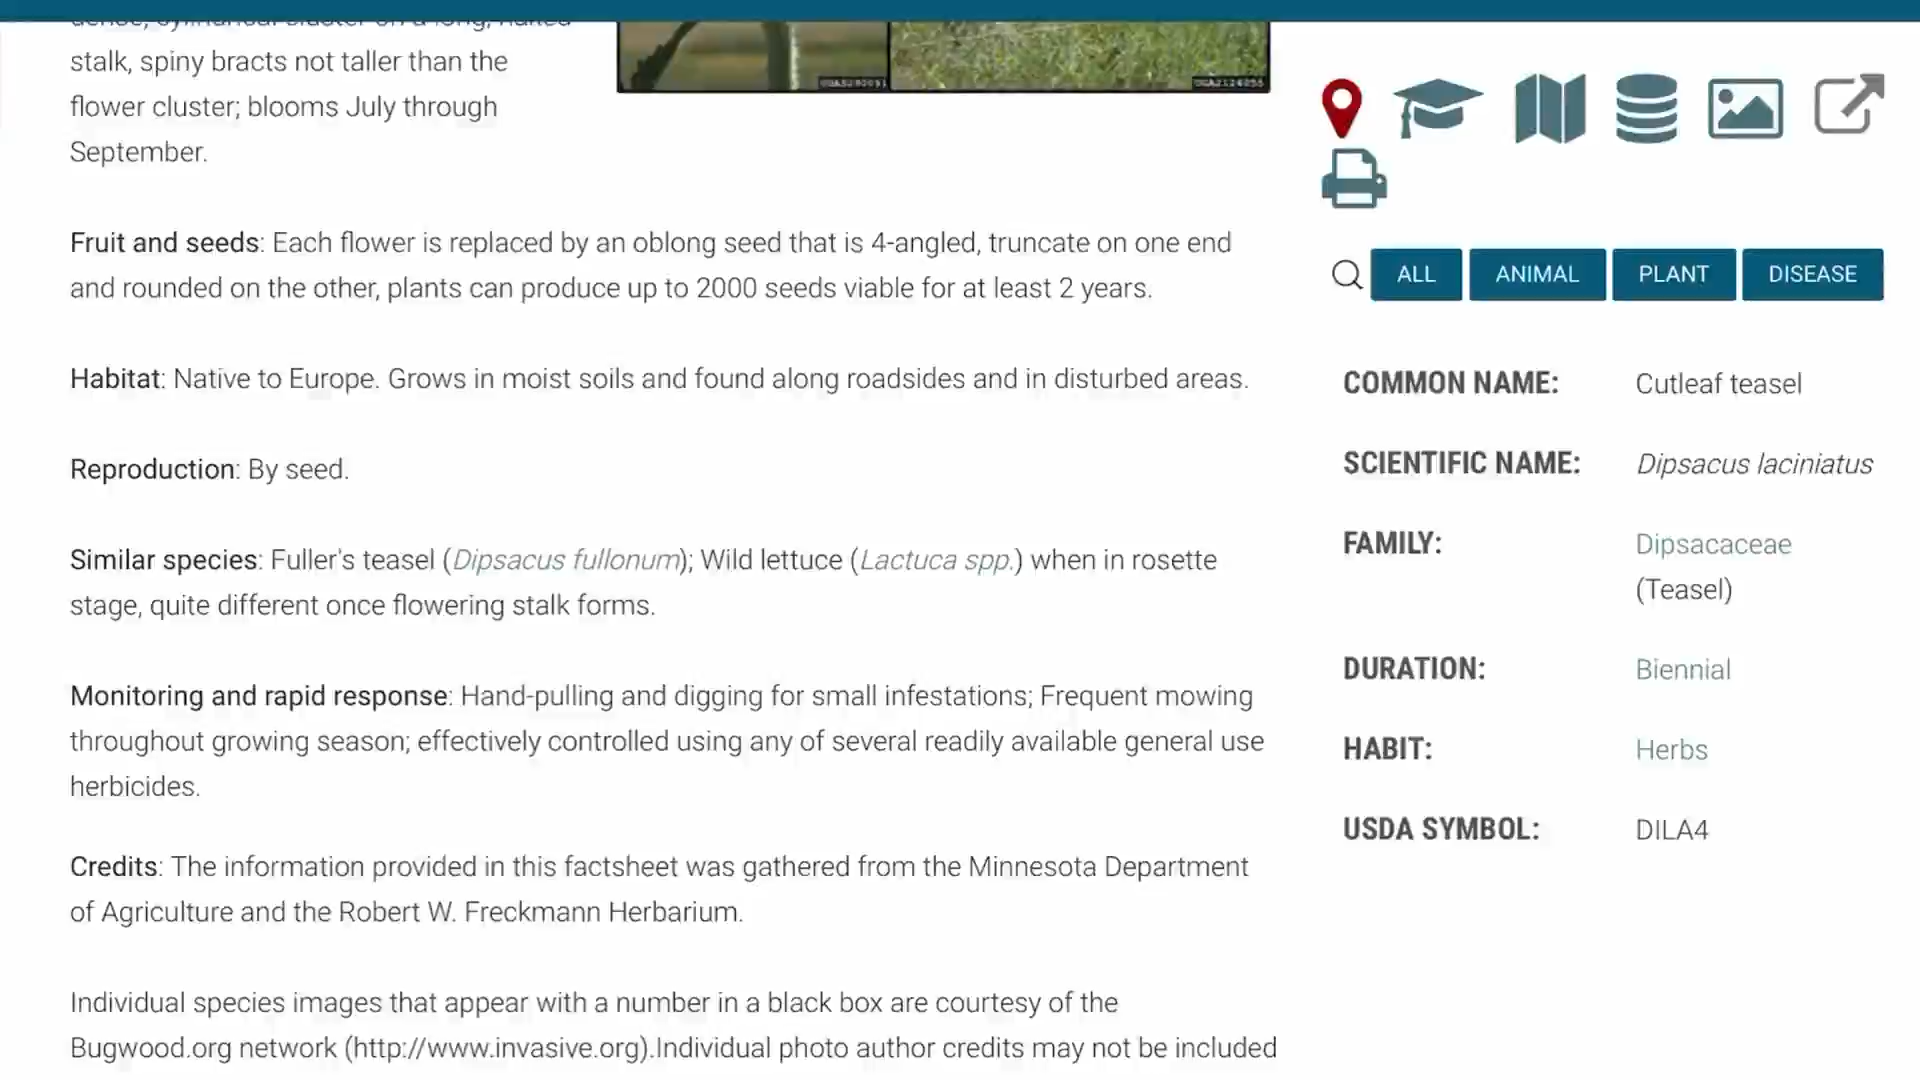 stalk, spiny bracts not taller than the
flower cluster; blooms July through
September.
Fruit and seeds: Each flower is replaced by an oblong seed that is 4-angled, truncate on one end
and rounded on the other, plants can produce up to 2000 seeds viable for at least 2 years.
Habitat: Native to Europe. Grows in moist soils and found along roadsides and in disturbed areas.
Reproduction: By seed.
Similar species: Fuller's teasel (Dipsacus fullonum); Wild lettuce (Lactuca spp.) when in rosette
stage, quite different once flowering stalk forms.
Monitoring and rapid response: Hand-pulling and digging for small infestations; Frequent mowing
throughout growing season; effectively controlled using any of several readily available general use
herbicides.
Credits: The information provided in this factsheet was gathered from the Minnesota Department
of Agriculture and the Robert W. Freckmann Herbarium.
Individual species images that appear with a number in a black box are courtesy of the
Bugwood.org network (http://www.invasive.org).Individual photo author credits may not be included
ALL ANIMAL PLANT DISEASE
COMMON NAME: Cutleaf teasel
SCIENTIFIC NAME: Dipsacus laciniatus
FAMILY: Dipsacaceae
(Teasel)
DURATION: Biennial
HABIT: Herbs
USDA SYMBOL: DILA4